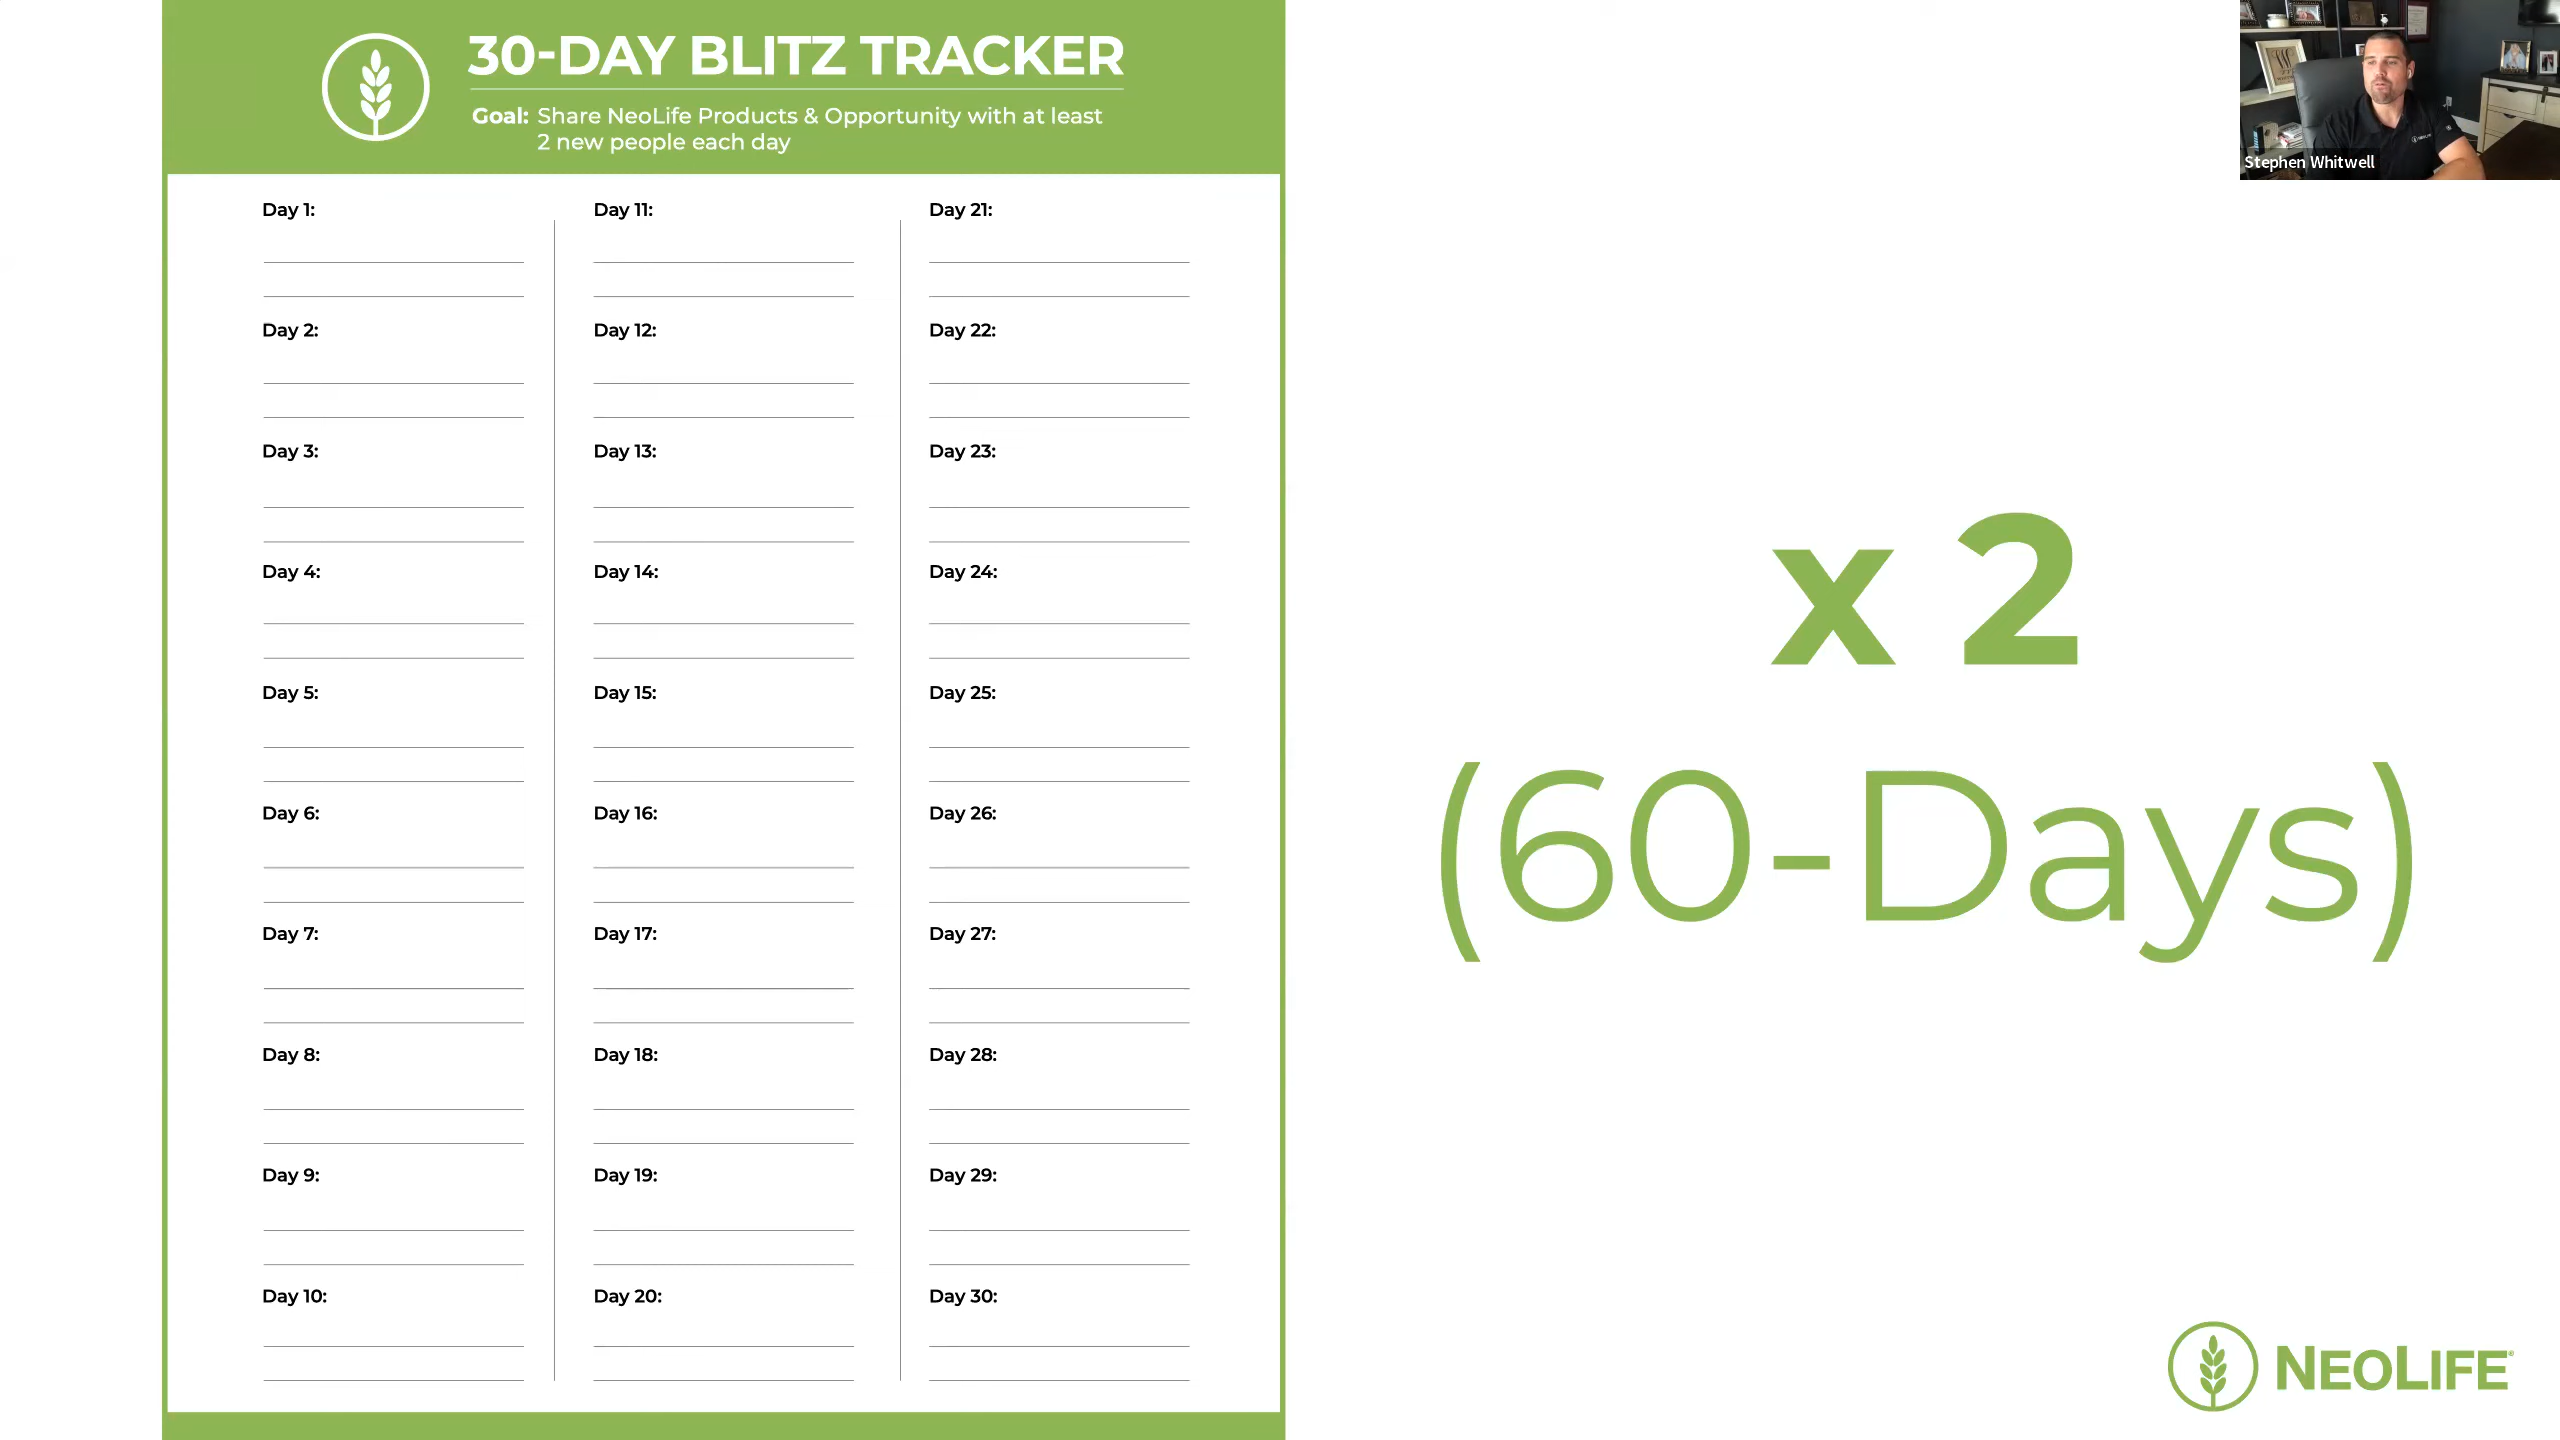 30-DAY BLITZ TRACKER
Goal: Share NeoLife Products & Opportunity with at least
2 new people each day
Day 1:
Day 2:
Day 3:
Day 4:
Day 5:
Day 6:
Day 7:
Day 8:
Day 9:
Day 10:
Day 11:
Day 12:
Day 13:
Day 14:
Day 15:
Day 16:
Day 17:
Day 18:
Day 19:
Day 20:
Day 21:
Day 22:
Day 23:
Day 24:
Day 25:
Day 26:
Day 27:
Day 28:
Day 29:
Day 30:
x 2
(60-Days)
Stephen Whitwell
NEOLIFE®